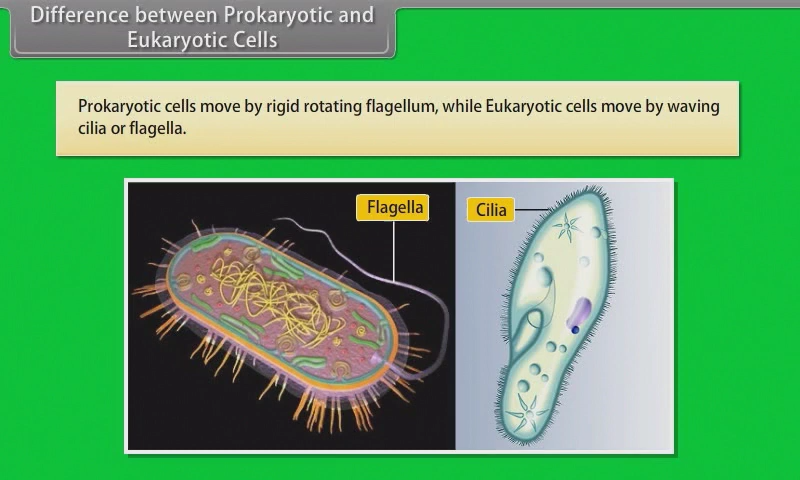 Difference between Prokaryotic and
Eukaryotic Cells
Prokaryotic cells move by rigid rotating flagellum, while Eukaryotic cells move by waving
cilia or flagella.
Flagella
Cilia